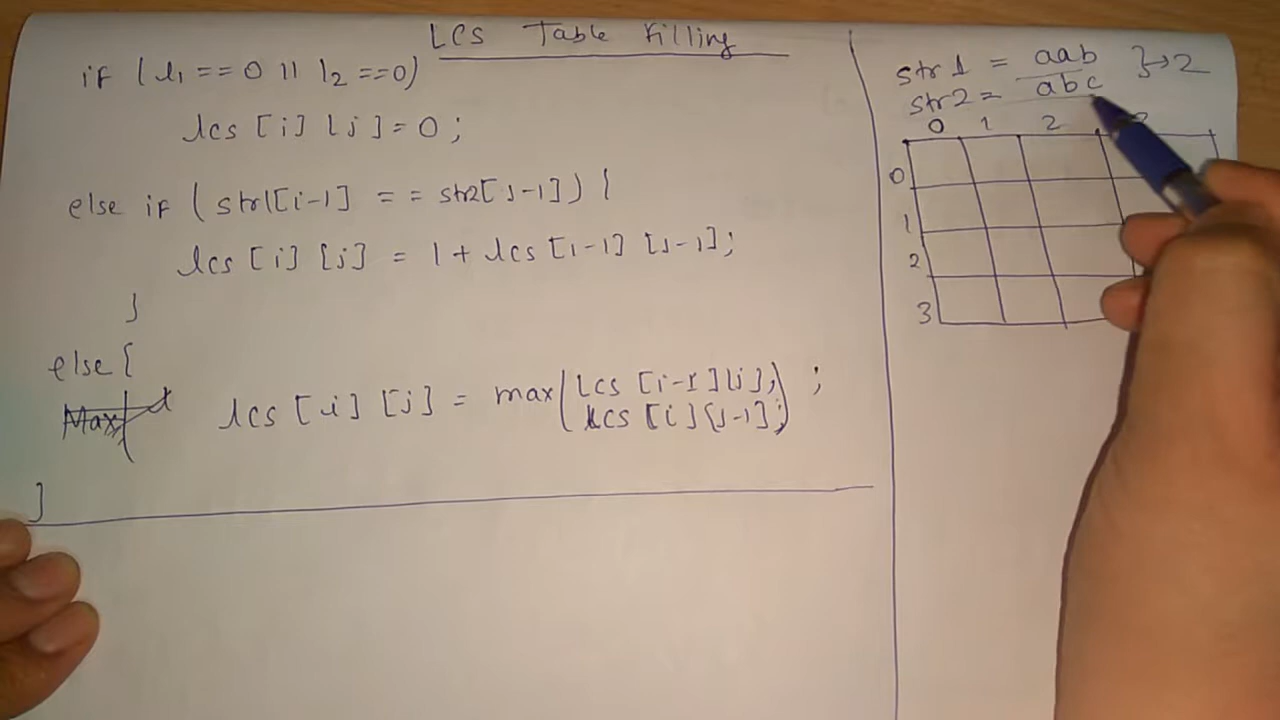 LCS Table Filling
if (l1 == 0 || l2 == 0)
lcs [i] [j] = 0 ;
else if ( str1[i-1] = = str2[j-1] ) {
lcs [i] [j] = 1 + lcs [i-1] [j-1] ;
}
else {
lcs [i] [j] = max( lcs [i-1] [j],
lcs [i] [j-1] ; ) ;
}
str1 = aab } → 2
str2 = abc
0 1 2
0
1
2
3